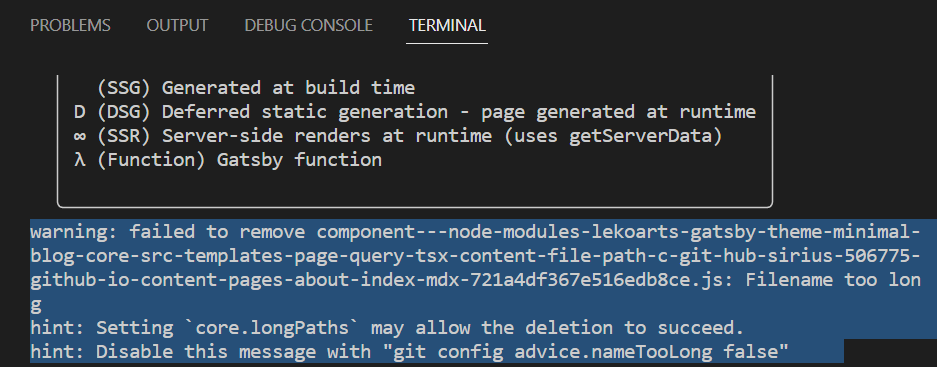 PROBLEMS OUTPUT DEBUG CONSOLE TERMINAL
(SSG) Generated at build time
D (DSG) Deferred static generation - page generated at runtime
∞ (SSR) Server-side renders at runtime (uses getServerData)
λ (Function) Gatsby function
warning: failed to remove component---node-modules-lekoarts-gatsby-theme-minimal-
blog-core-src-templates-page-query-tsx-content-file-path-c-git-hub-sirius-506775-
github-io-content-pages-about-index-mdx-721a4df367e516edb8ce.js: Filename too lon
g
hint: Setting `core.longPaths` may allow the deletion to succeed.
hint: Disable this message with "git config advice.nameTooLong false"